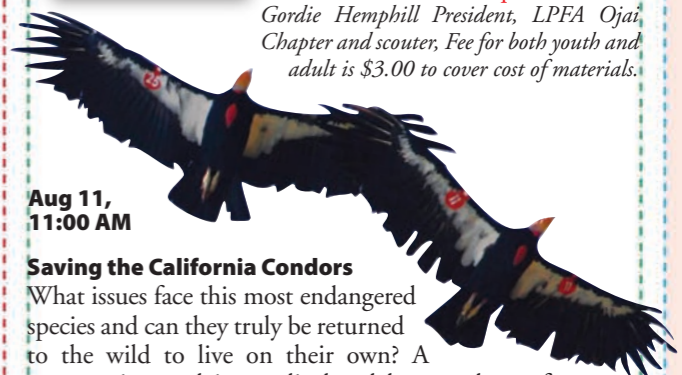 Gordie Hemphill President, LPFA Ojai
Chapter and scouter, Fee for both youth and
adult is $3.00 to cover cost of materials.
Aug 11,
11:00 AM
Saving the California Condors
What issues face this most endangered
species and can they truly be returned
to the wild to live on their own? A